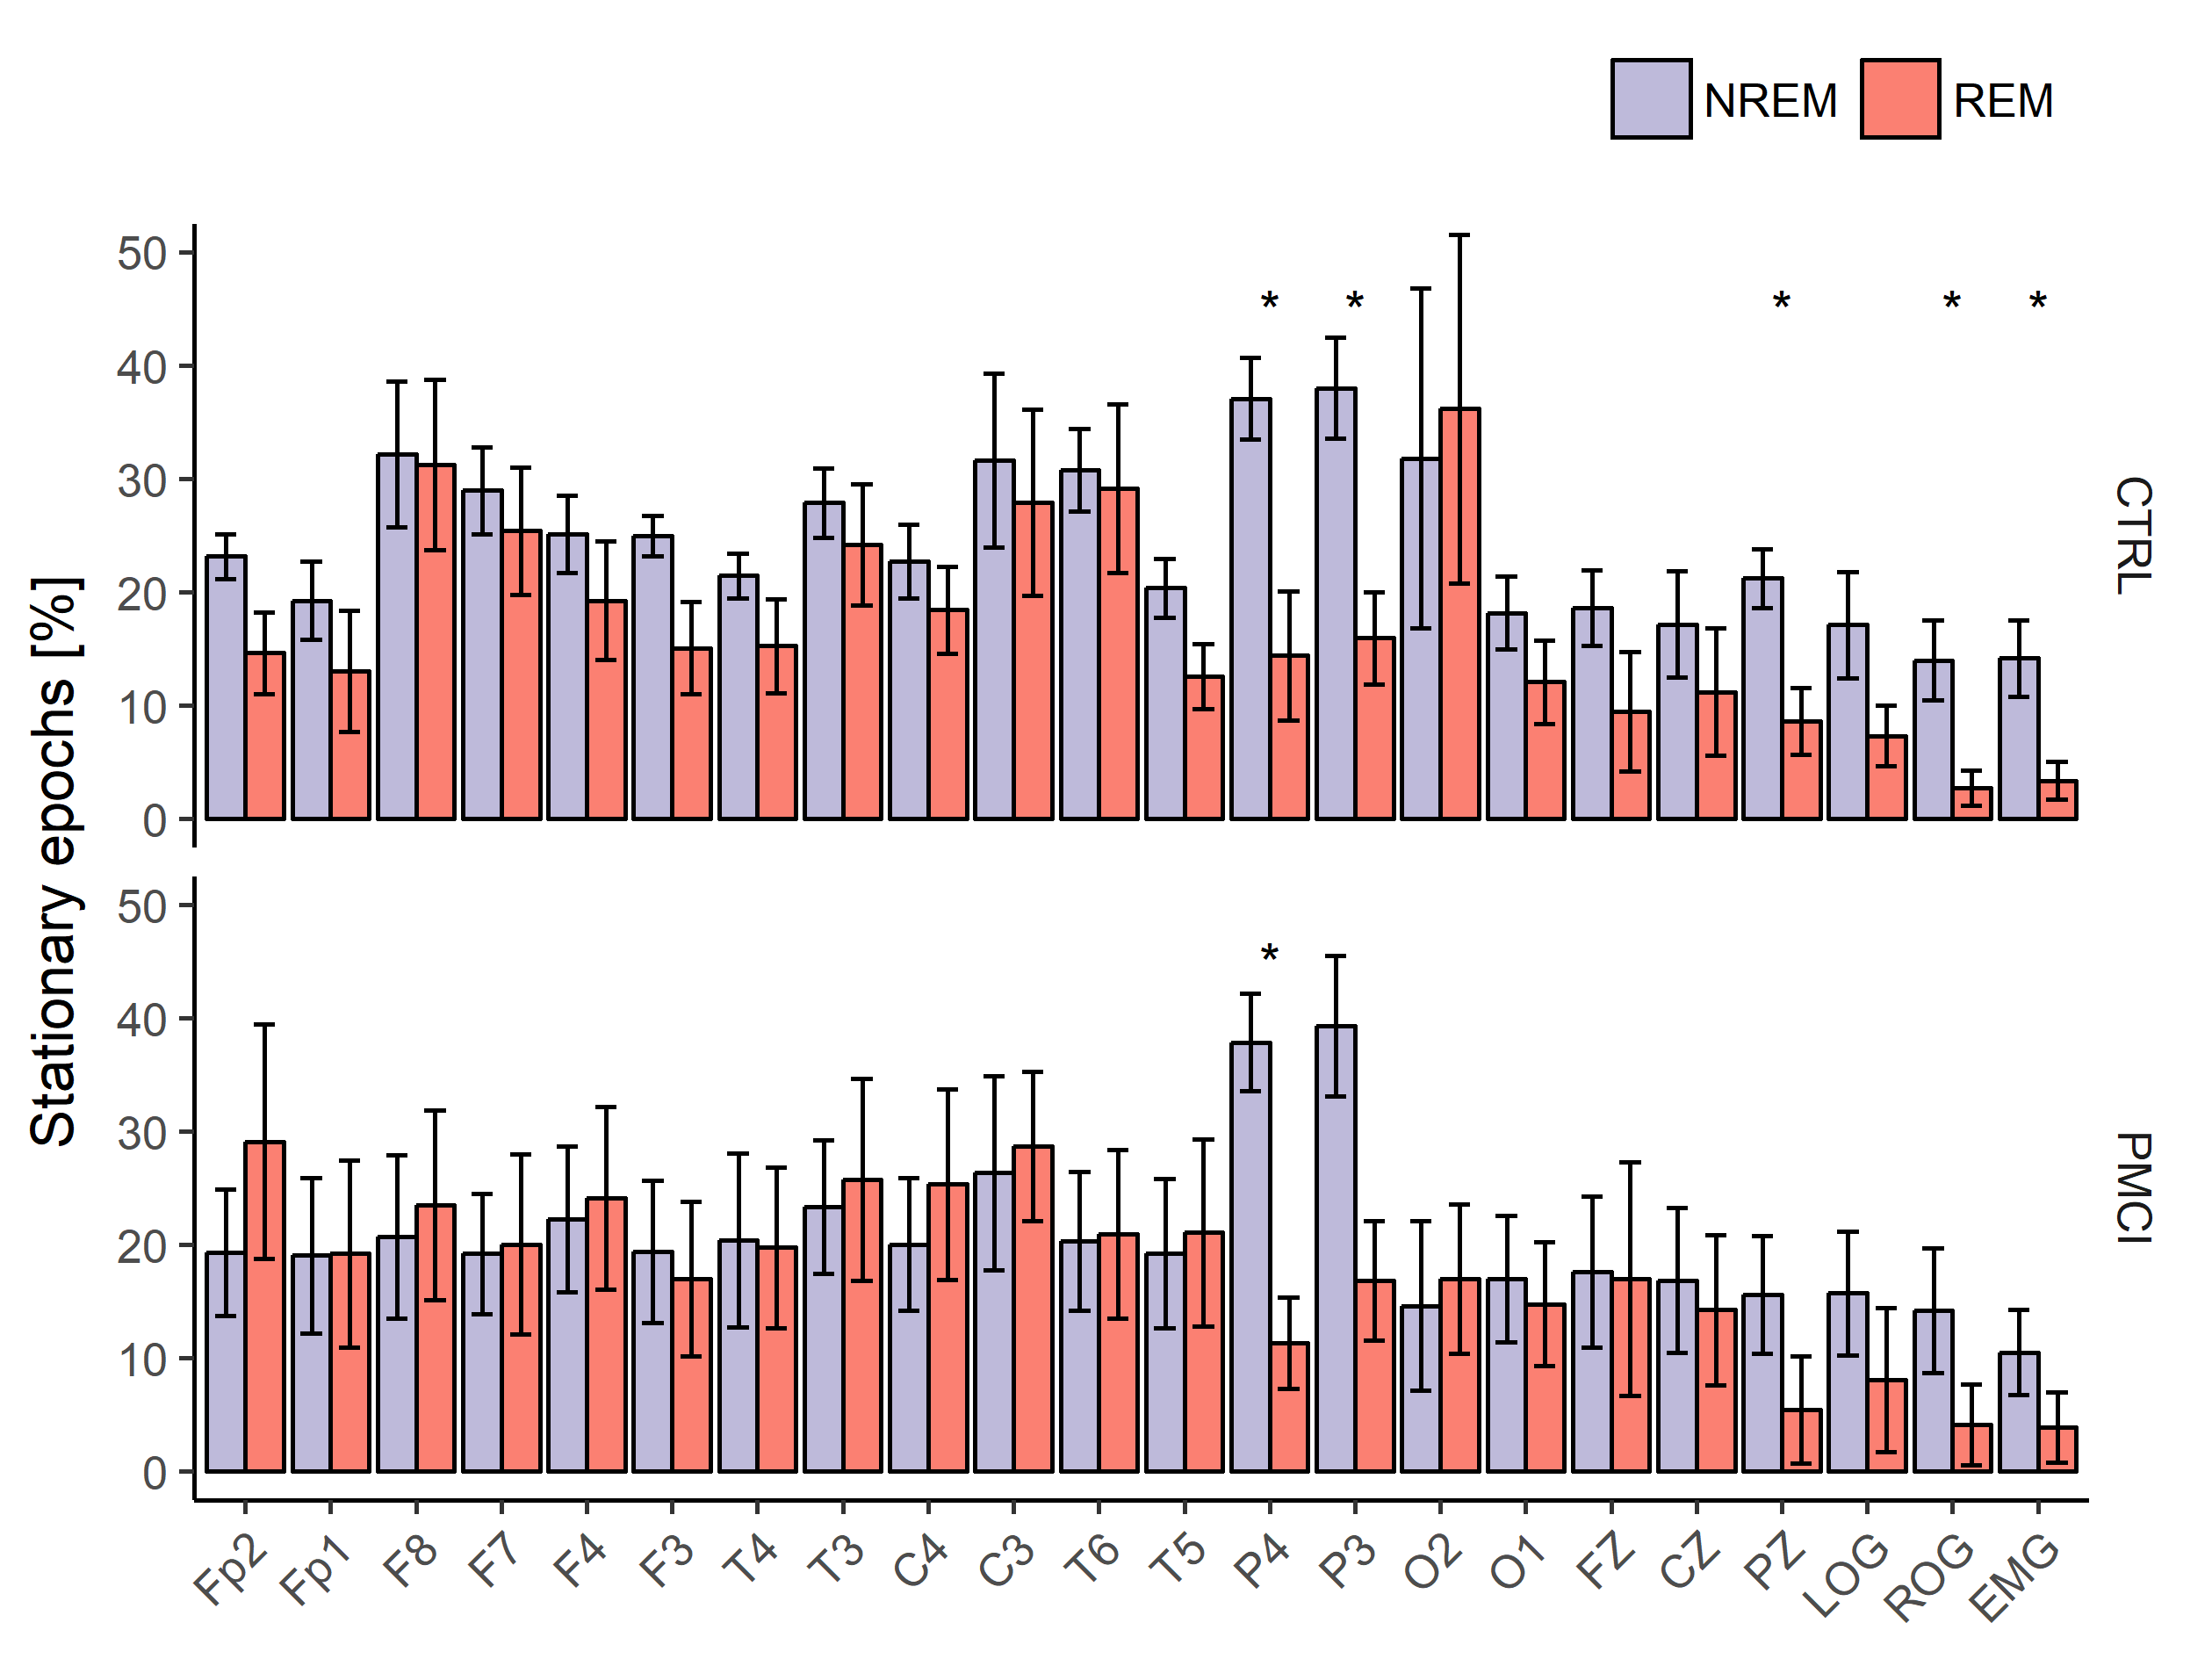 NREM REM
Stationary epochs [%]
50
40
30
20
10
0
* * * * *
CTRL
50
40
30
20
10
0
*
PMCI
Fp2 Fp1 F8 F7 F4 F3 T4 T3 C4 C3 T6 T5 P4 P3 O2 O1 FZ CZ PZ LOG ROG EMG